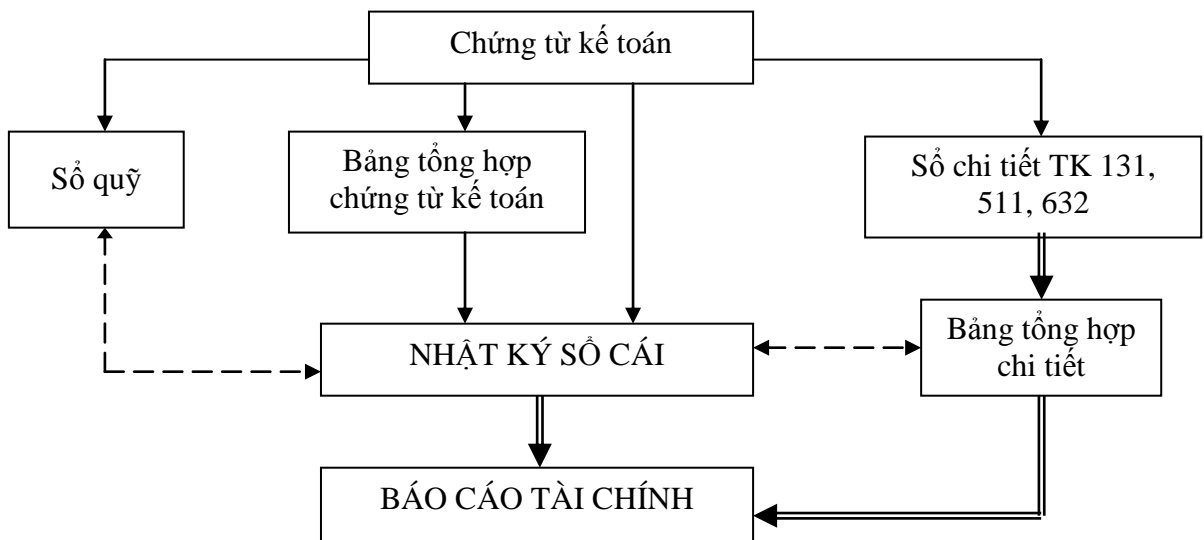 Chứng từ kế toán
Sổ quỹ
Bảng tổng hợp
chứng từ kế toán
Sổ chi tiết TK 131,
511, 632
NHẬT KÝ SỔ CÁI
Bảng tổng hợp
chi tiết
BÁO CÁO TÀI CHÍNH